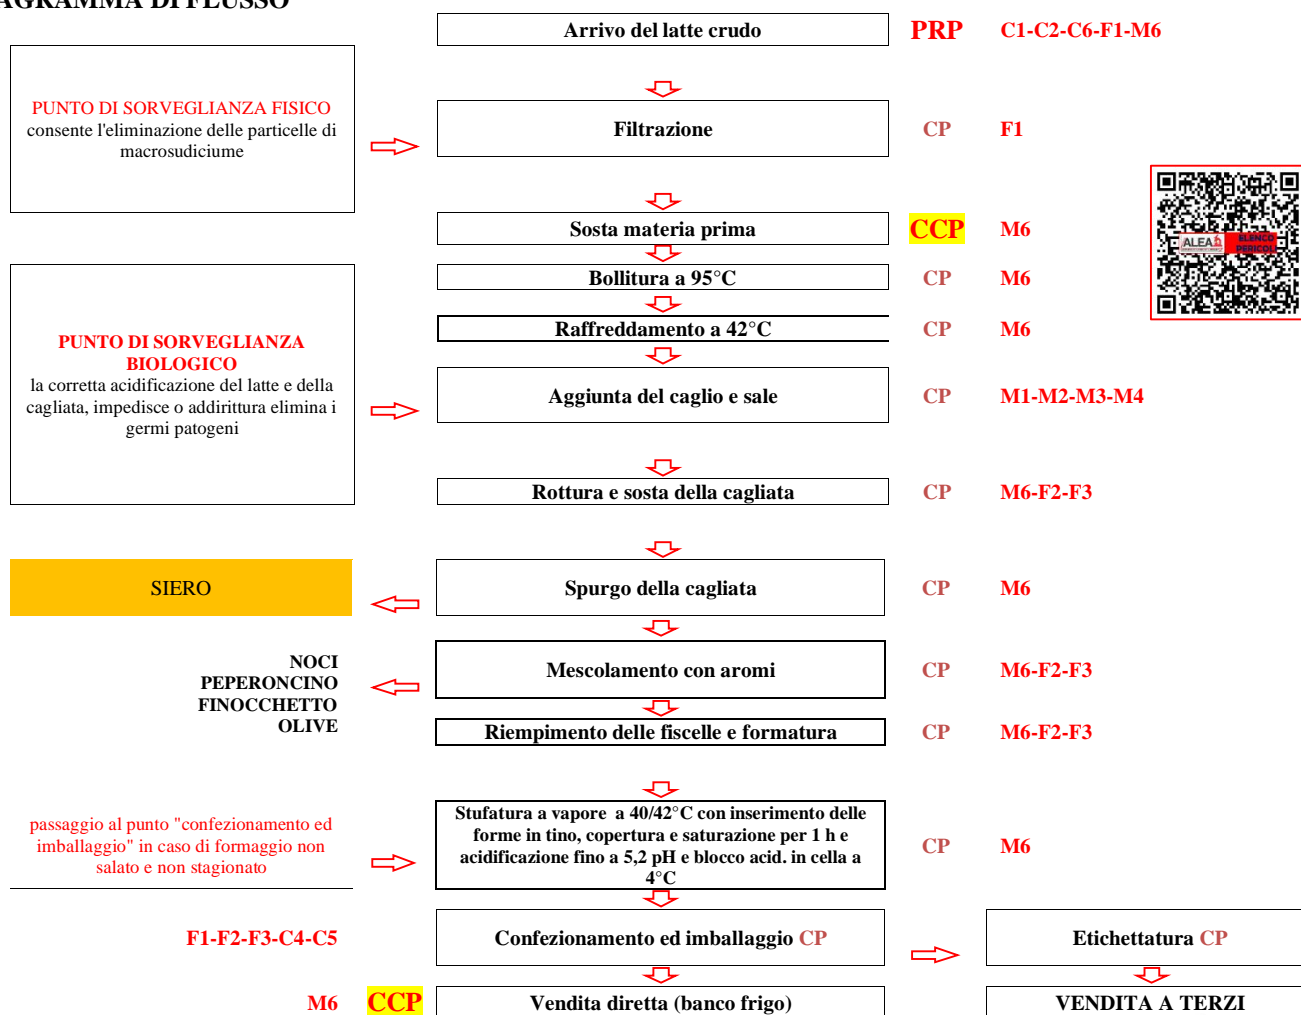 AGRAMMA DI FLUSSO
Arrivo del latte crudo
PRP
C1-C2-C6-F1-M6
PUNTO DI SORVEGLIANZA FISICO
consente l'eliminazione delle particelle di
macrosudiciume
Filtrazione
CP
F1
Sosta materia prima
CCP
M6
ALEA
ELENCO
PERICOLI
Bollitura a 95°C
CP
M6
Raffreddamento a 42°C
CP
M6
PUNTO DI SORVEGLIANZA
BIOLOGICO
la corretta acidificazione del latte e della
cagliata, impedisce o addirittura elimina i
germi patogeni
Aggiunta del caglio e sale
CP
M1-M2-M3-M4
Rottura e sosta della cagliata
CP
M6-F2-F3
SIERO
Spurgo della cagliata
CP
M6
NOCI
PEPERONCINO
FINOCCHETTO
OLIVE
Mescolamento con aromi
CP
M6-F2-F3
Riempimento delle fiscelle e formatura
CP
M6-F2-F3
passaggio al punto "confezionamento ed
imballaggio" in caso di formaggio non
salato e non stagionato
Stufatura a vapore a 40/42°C con inserimento delle
forme in tino, copertura e saturazione per 1 h e
acidificazione fino a 5,2 pH e blocco acid. in cella a
4°C
CP
M6
F1-F2-F3-C4-C5
Confezionamento ed imballaggio CP
Etichettatura CP
M6
CCP
Vendita diretta (banco frigo)
VENDITA A TERZI